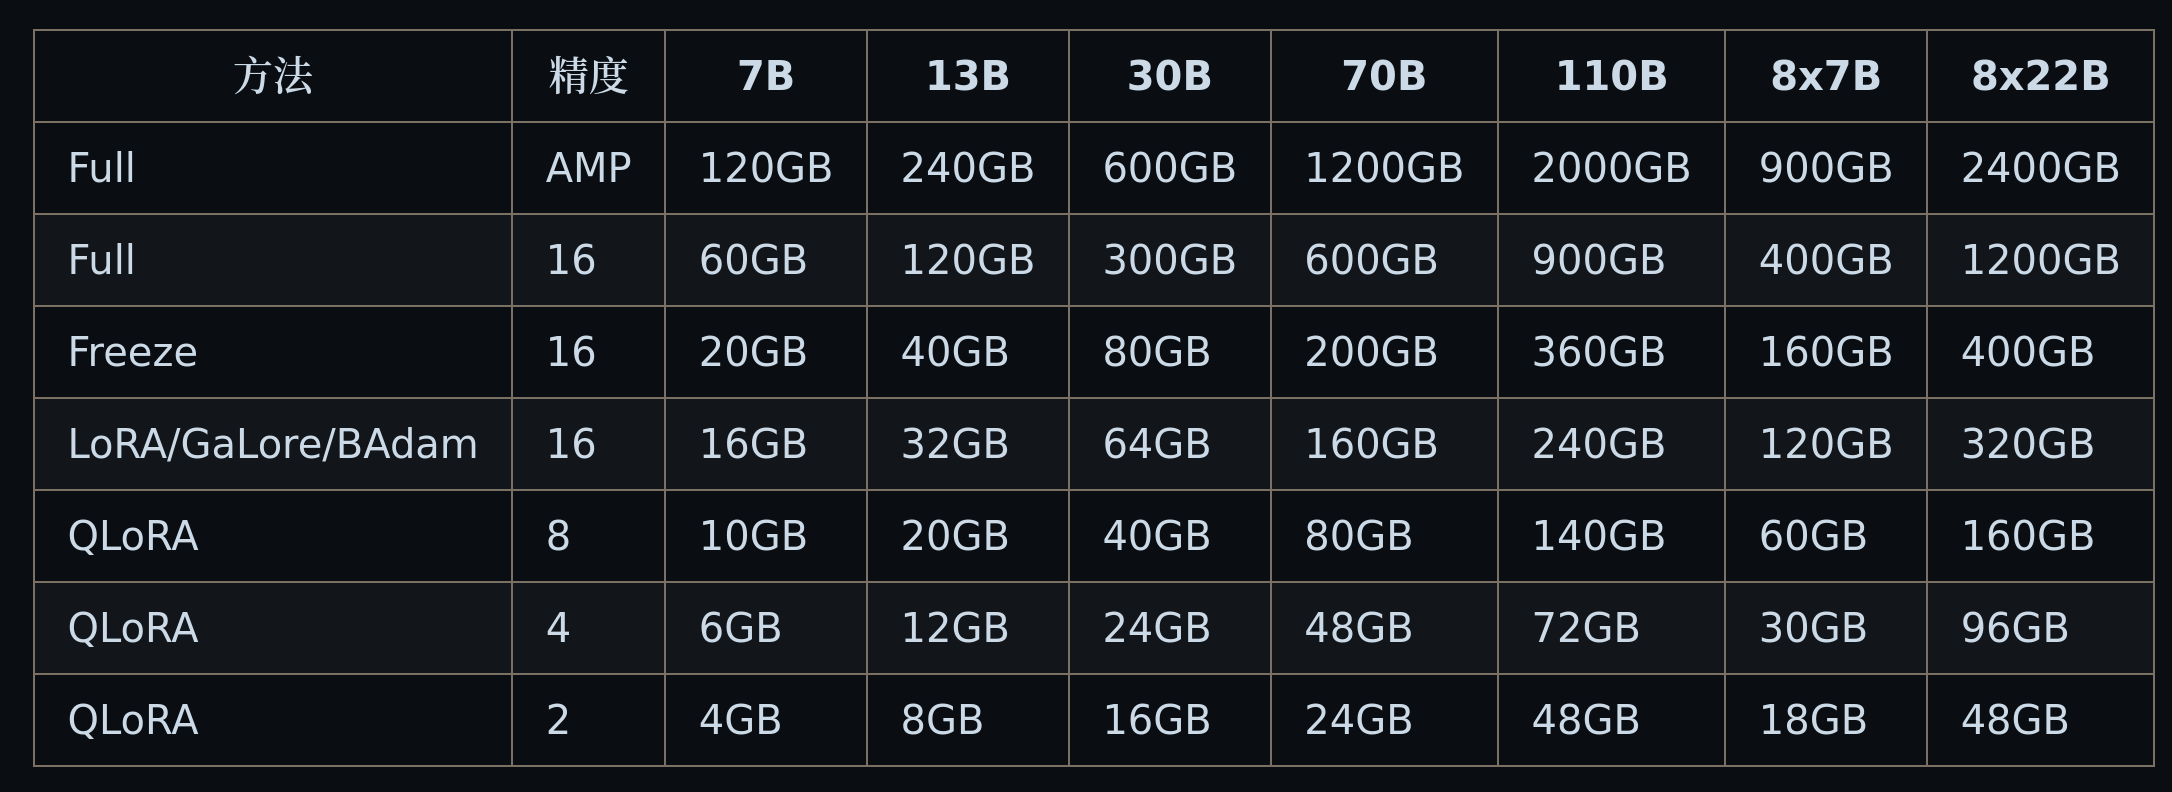 方法 精度 7B 13B 30B 70B 110B 8x7B 8x22B
Full AMP 120GB 240GB 600GB 1200GB 2000GB 900GB 2400GB
Full 16 60GB 120GB 300GB 600GB 900GB 400GB 1200GB
Freeze 16 20GB 40GB 80GB 200GB 360GB 160GB 400GB
LoRA/GaLore/BAdam 16 16GB 32GB 64GB 160GB 240GB 120GB 320GB
QLoRA 8 10GB 20GB 40GB 80GB 140GB 60GB 160GB
QLoRA 4 6GB 12GB 24GB 48GB 72GB 30GB 96GB
QLoRA 2 4GB 8GB 16GB 24GB 48GB 18GB 48GB